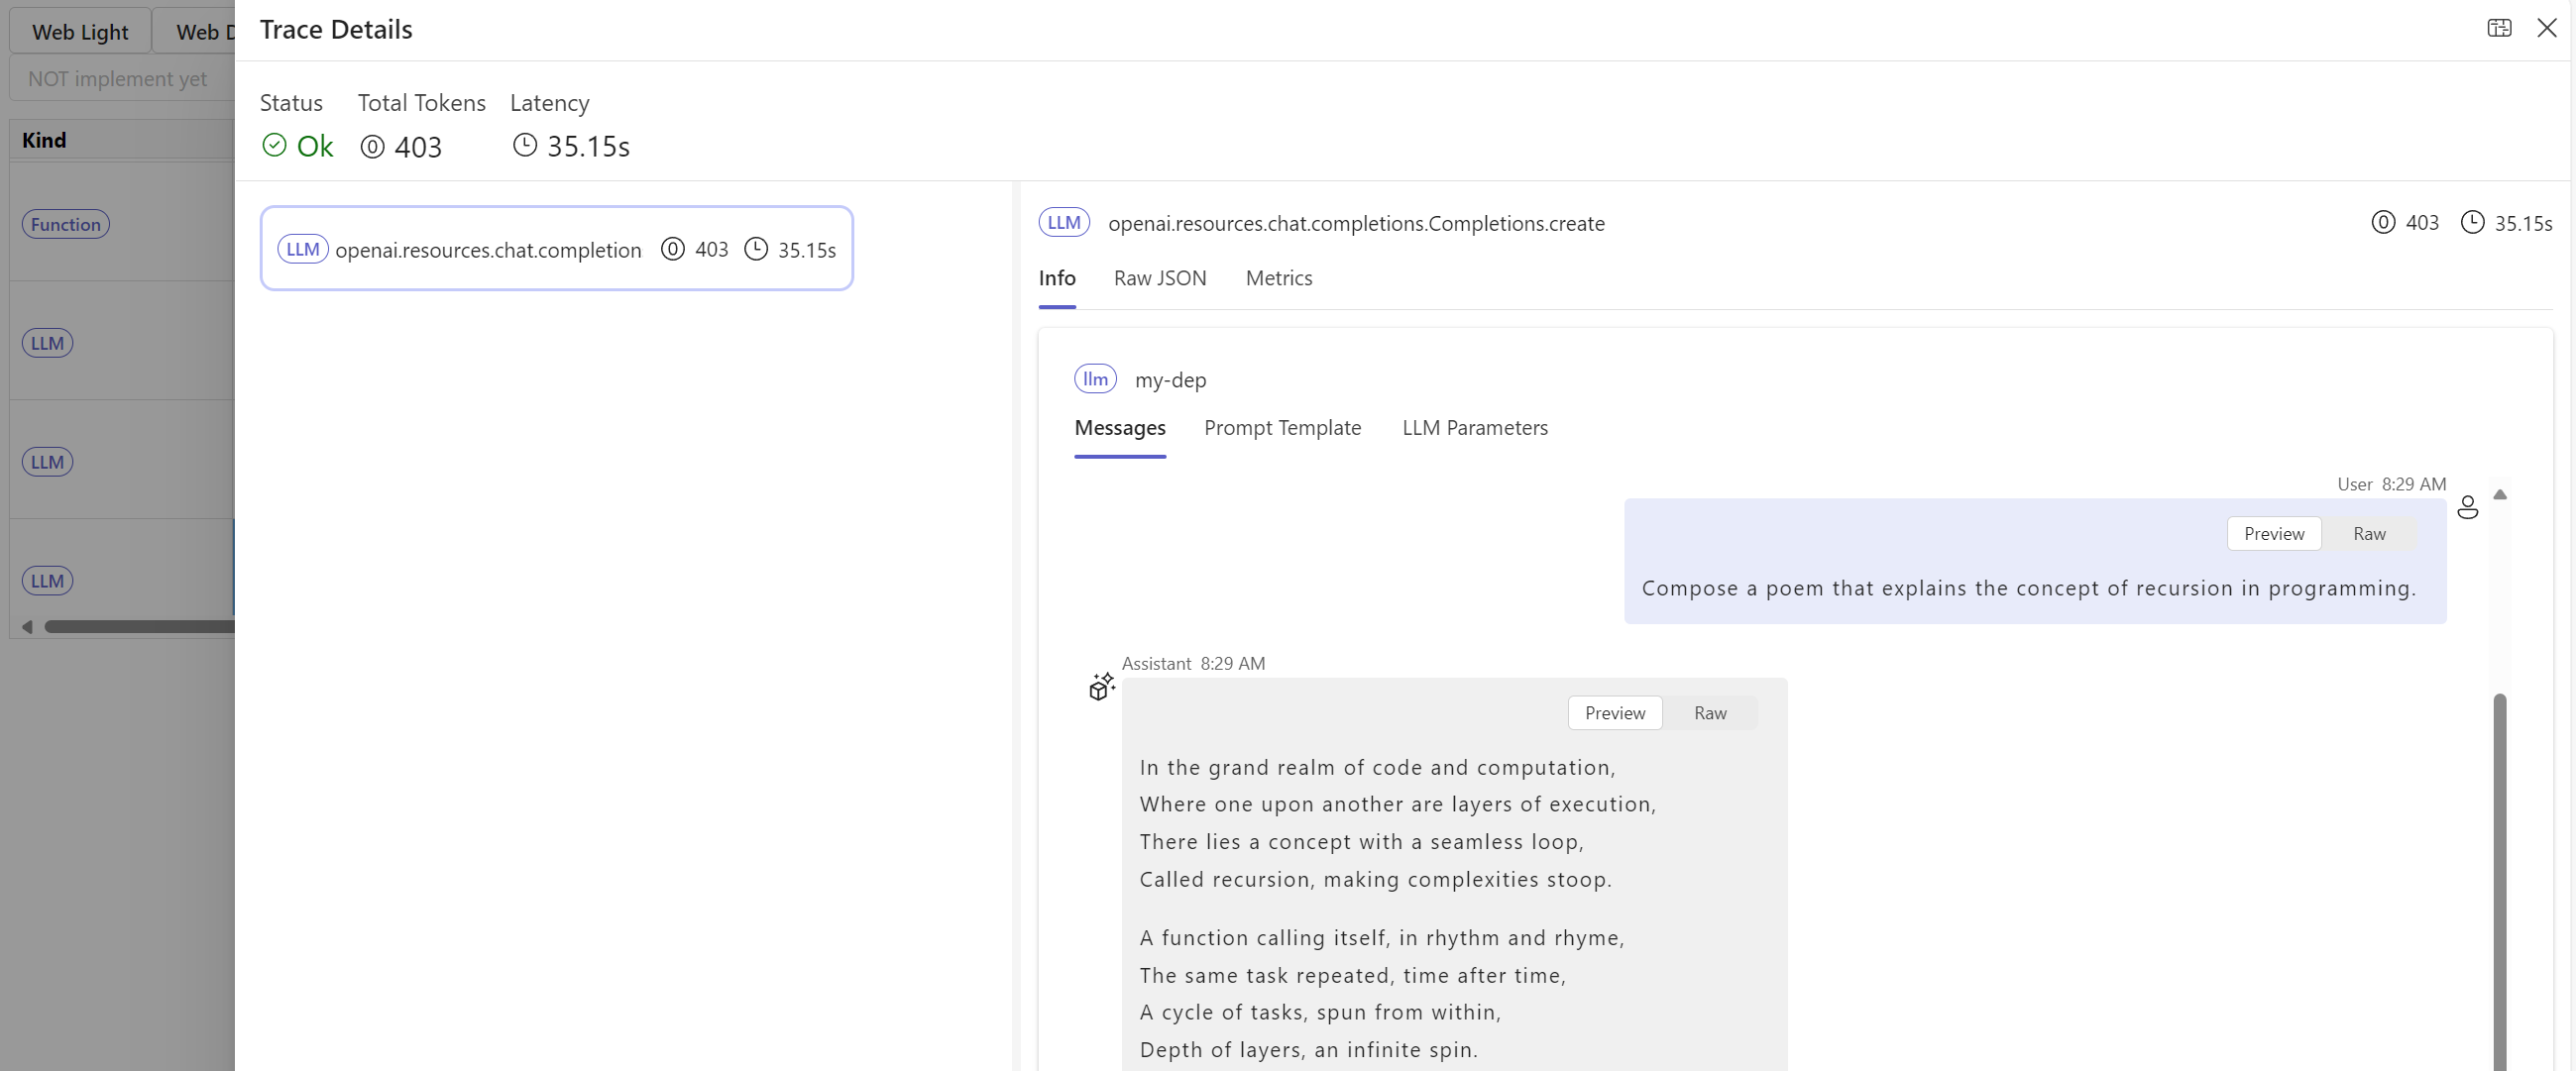 Web Light
Web D
NOT implement yet
Kind
Function
LLM
LLM
LLM
Trace Details
Status Total Tokens Latency
Ok 403 35.15s
LLM openai.resources.chat.completion 403 35.15s
LLM openai.resources.chat.completions.Completions.create 403 35.15s
Info Raw JSON Metrics
llm my-dep
Messages Prompt Template LLM Parameters
User 8:29 AM
Preview Raw
Compose a poem that explains the concept of recursion in programming.
Assistant 8:29 AM
Preview Raw
In the grand realm of code and computation,
Where one upon another are layers of execution,
There lies a concept with a seamless loop,
Called recursion, making complexities stoop.
A function calling itself, in rhythm and rhyme,
The same task repeated, time after time,
A cycle of tasks, spun from within,
Depth of layers, an infinite spin.